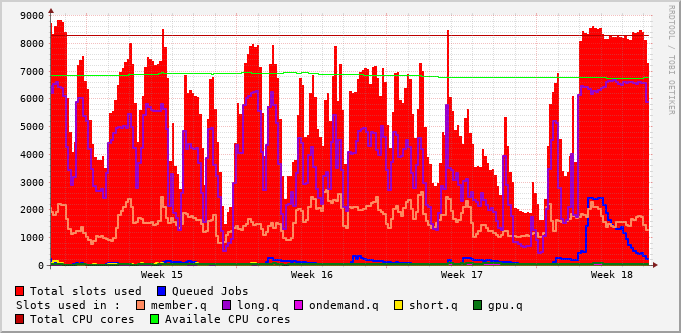 9000
8000
7000
6000
5000
4000
3000
2000
1000
0
Week 15 Week 16 Week 17 Week 18
RRDTOOL / TOBI OETIKER
Total slots used Queued Jobs
Slots used in : member.q long.q ondemand.q short.q gpu.q
Total CPU cores Availale CPU cores